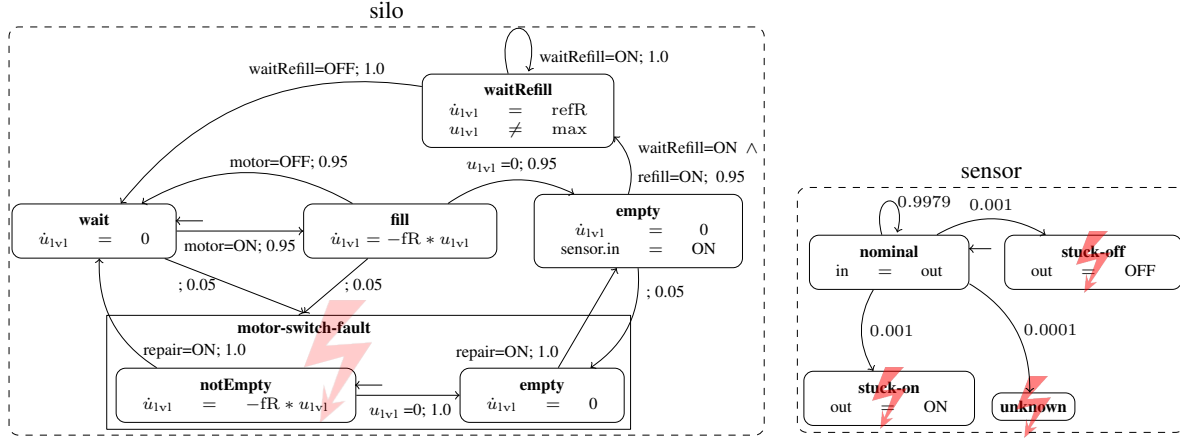 silo
waitRefill=ON; 1.0
waitRefill=OFF; 1.0
waitRefill
u̇lvl = refR
ulvl ≠ max
waitRefill=ON ∧
refill=ON; 0.95
motor=OFF; 0.95
ulvl =0; 0.95
wait
u̇lvl = 0
motor=ON; 0.95
fill
u̇lvl = −fR ∗ ulvl
empty
u̇lvl = 0
sensor.in = ON
; 0.05
; 0.05
; 0.05
motor-switch-fault
repair=ON; 1.0
repair=ON; 1.0
notEmpty
u̇lvl = −fR ∗ ulvl
ulvl =0; 1.0
empty
u̇lvl = 0
sensor
0.9979
0.001
nominal
in = out
stuck-off
out = OFF
0.001
0.0001
stuck-on
out = ON
unknown